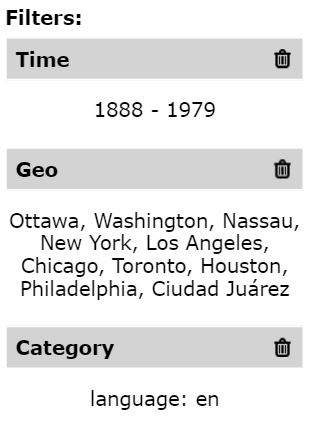 Filters:
Time
1888 - 1979
Geo
Ottawa, Washington, Nassau,
New York, Los Angeles,
Chicago, Toronto, Houston,
Philadelphia, Ciudad Juárez
Category
language: en